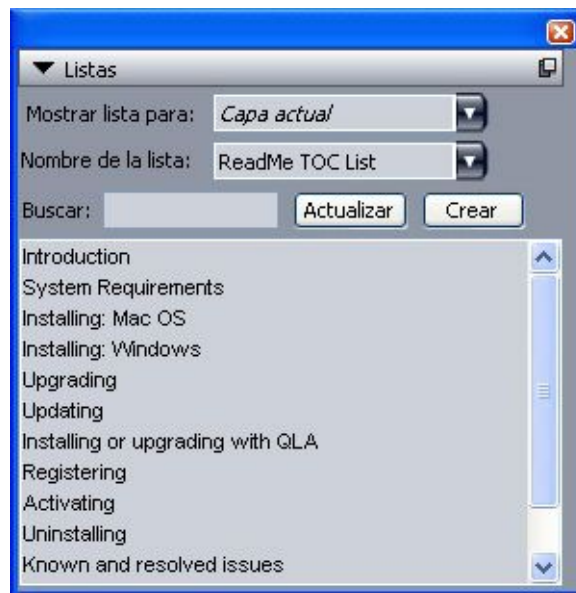 Listas
Mostrar lista para: Capa actual
Nombre de la lista: ReadMe TOC List
Buscar: Actualizar Crear
Introduction
System Requirements
Installing: Mac OS
Installing: Windows
Upgrading
Updating
Installing or upgrading with QLA
Registering
Activating
Uninstalling
Known and resolved issues